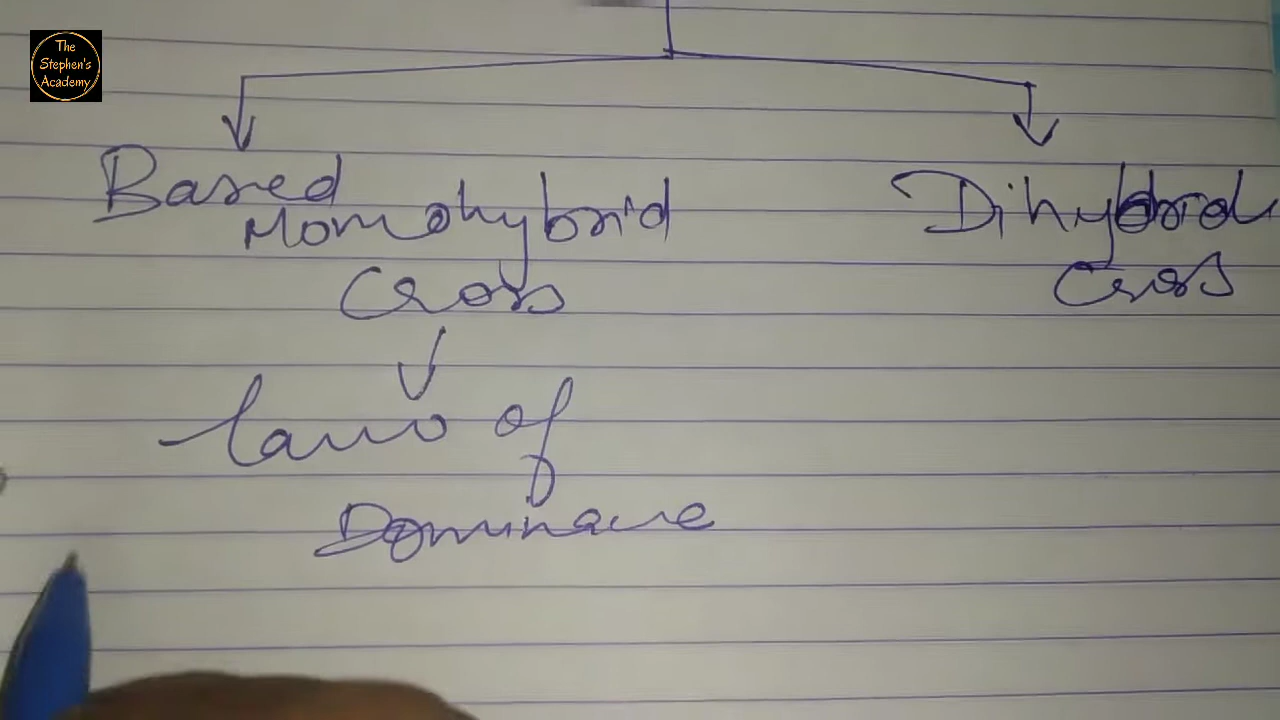 The
Stephen's
Academy
Based
Monohybrid
Cross
Dihybrid
Cross
Law of
Dominance